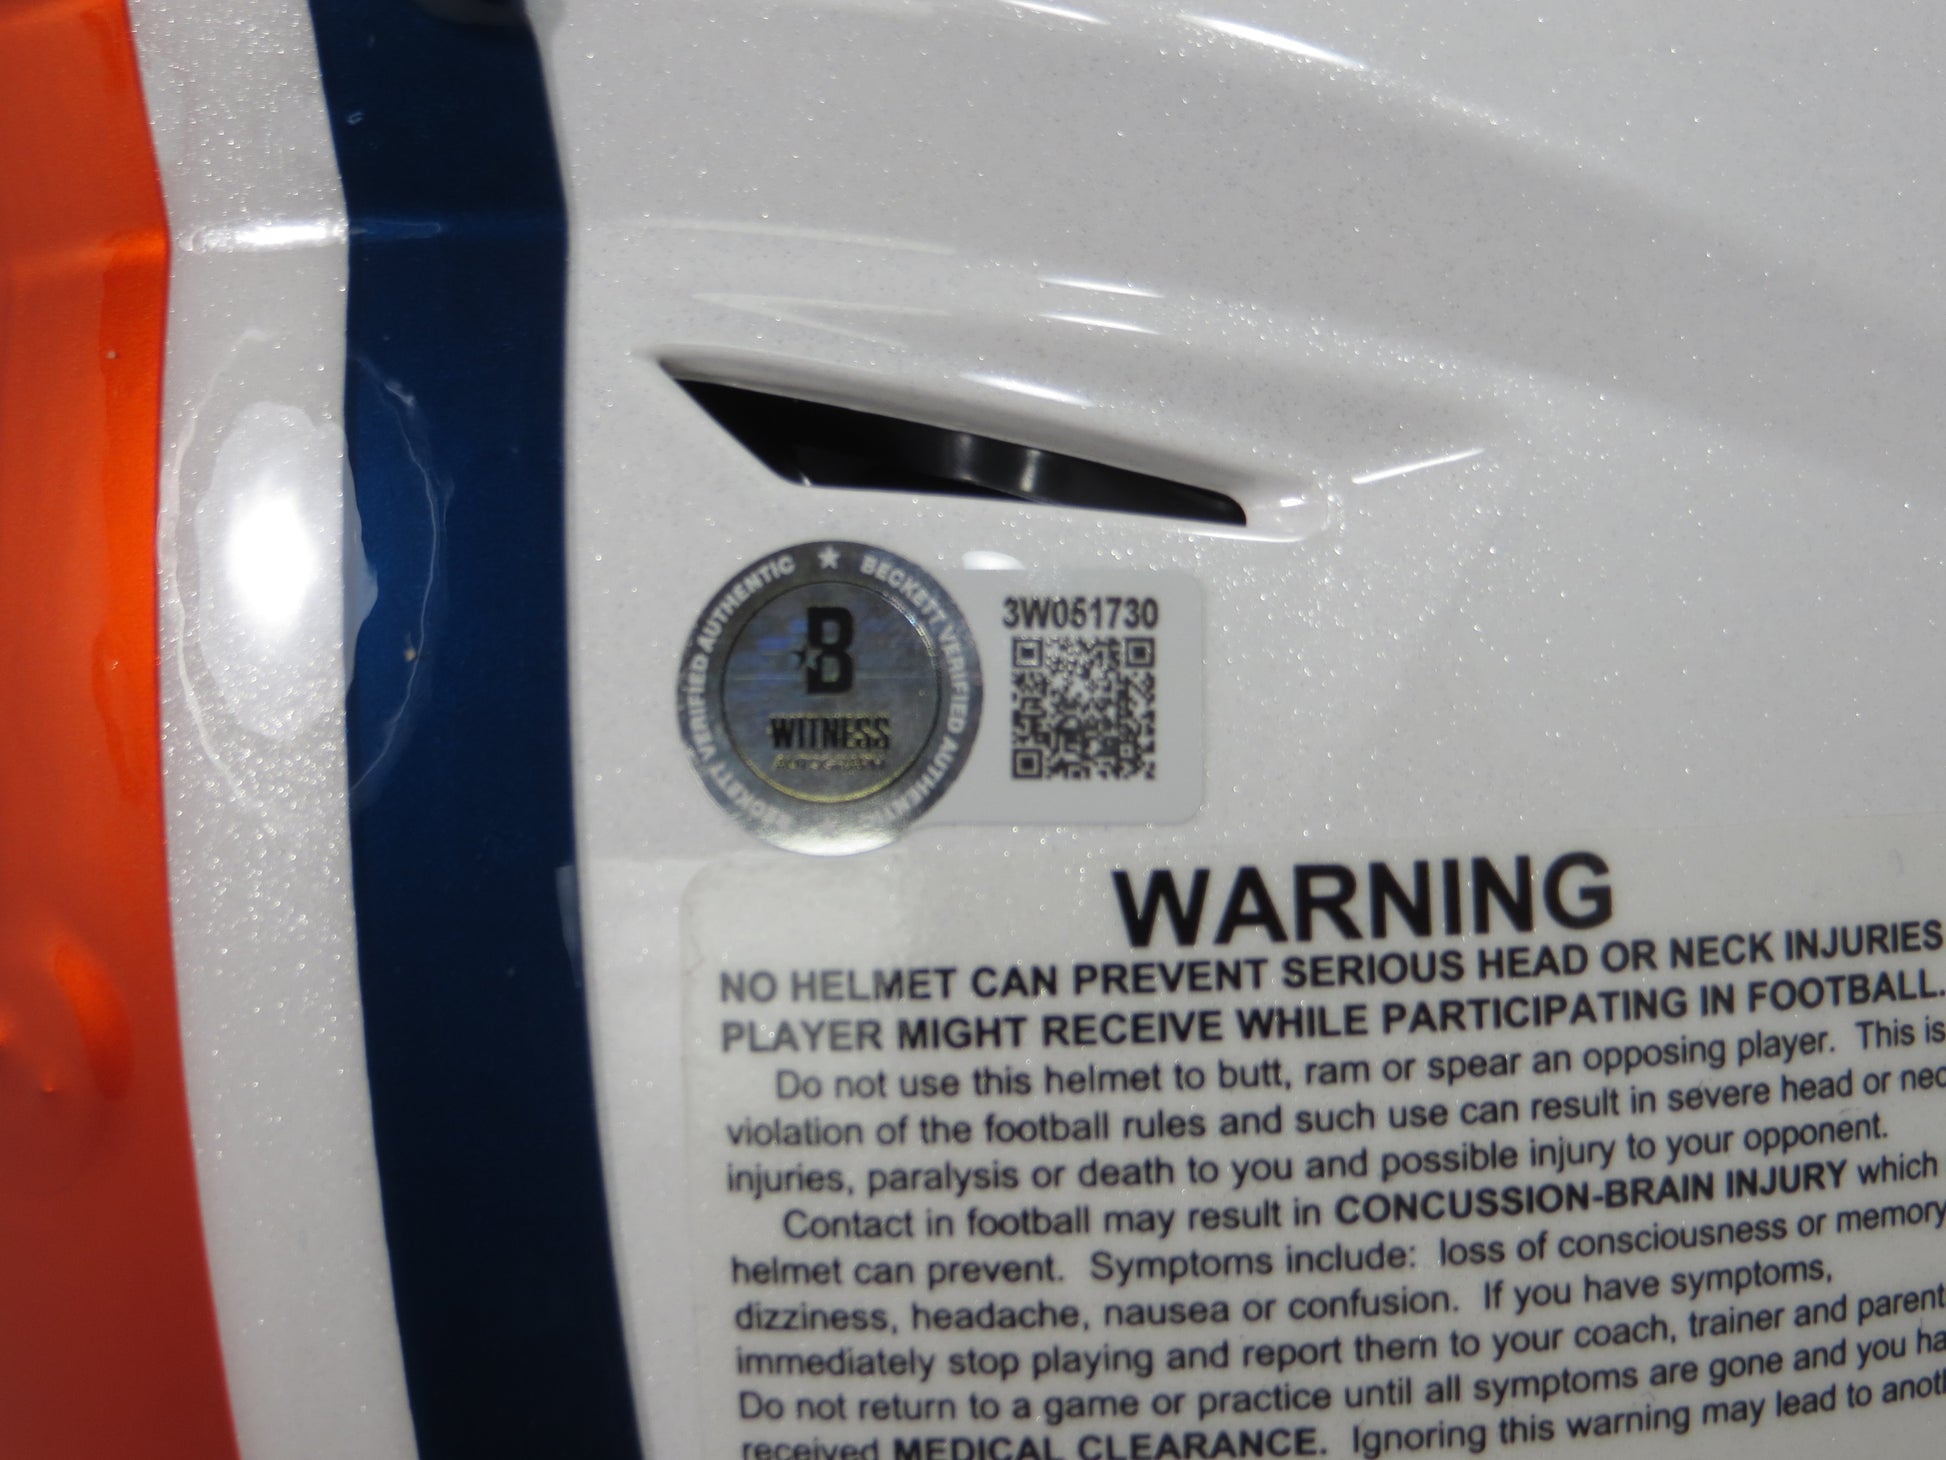 BECKETT VERIFIED AUTHENTIC ★ BECKETT VERIFIED AUTHENTIC
B
WITNESS
3W051730
WARNING
NO HELMET CAN PREVENT SERIOUS HEAD OR NECK INJURIES
PLAYER MIGHT RECEIVE WHILE PARTICIPATING IN FOOTBALL.
Do not use this helmet to butt, ram or spear an opposing player. This is
violation of the football rules and such use can result in severe head or nec
injuries, paralysis or death to you and possible injury to your opponent.
Contact in football may result in CONCUSSION-BRAIN INJURY which
helmet can prevent. Symptoms include: loss of consciousness or memory
dizziness, headache, nausea or confusion. If you have symptoms,
immediately stop playing and report them to your coach, trainer and parent
Do not return to a game or practice until all symptoms are gone and you ha
received MEDICAL CLEARANCE. Ignoring this warning may lead to anoth